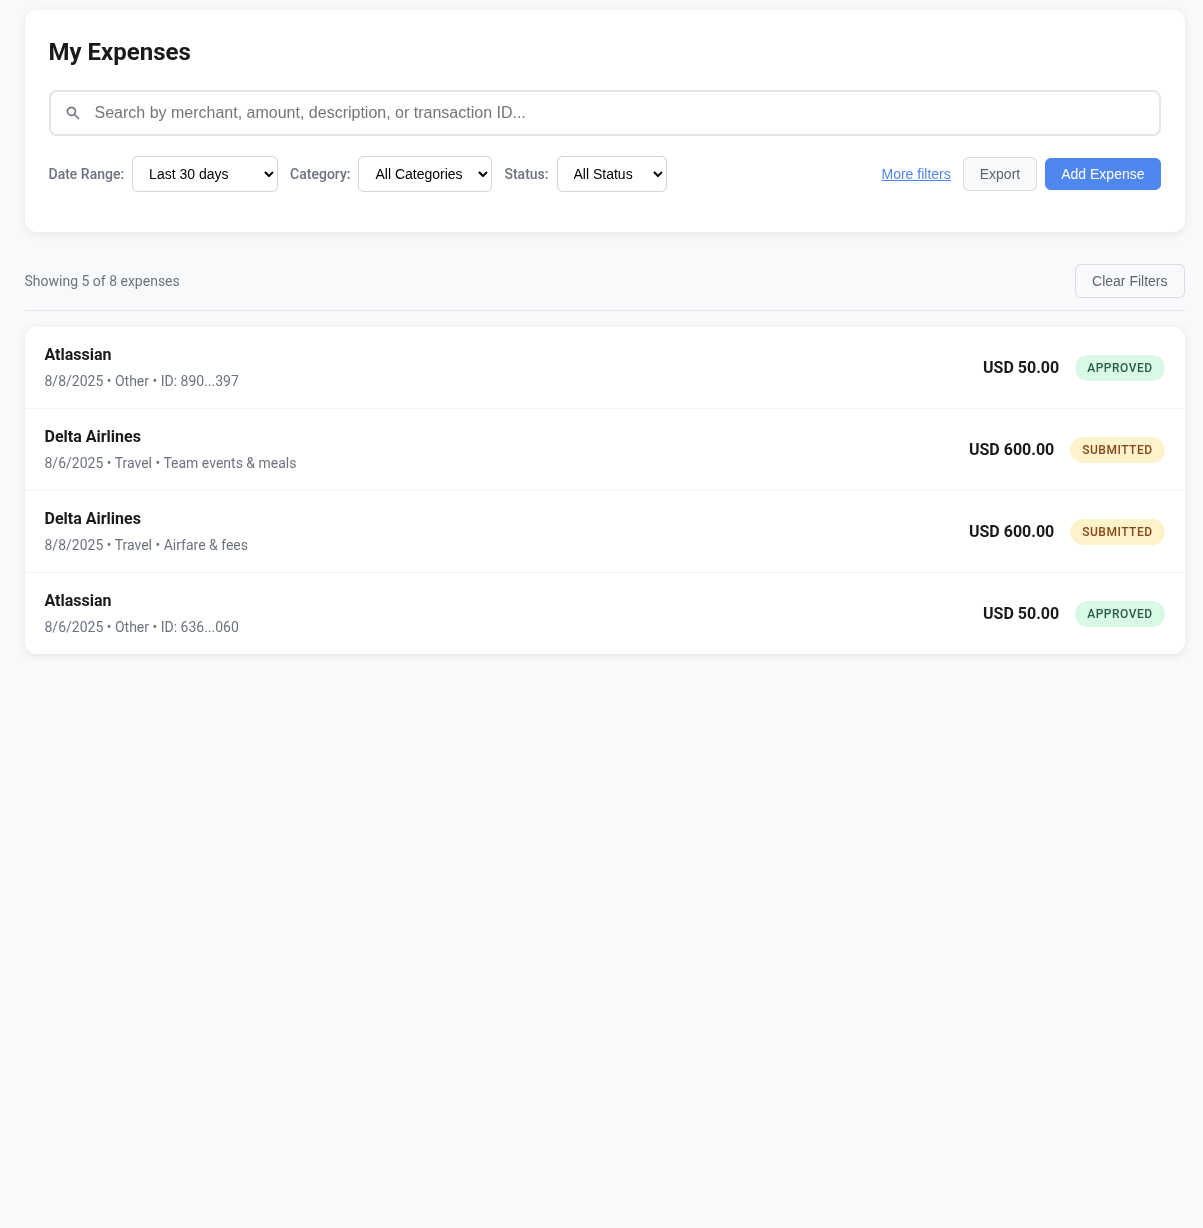 My Expenses
Search by merchant, amount, description, or transaction ID...
Date Range: Last 30 days Category: All Categories Status: All Status More filters Export Add Expense
Showing 5 of 8 expenses Clear Filters
Atlassian
8/8/2025 • Other • ID: 890...397
USD 50.00 APPROVED
Delta Airlines
8/6/2025 • Travel • Team events & meals
USD 600.00 SUBMITTED
Delta Airlines
8/8/2025 • Travel • Airfare & fees
USD 600.00 SUBMITTED
Atlassian
8/6/2025 • Other • ID: 636...060
USD 50.00 APPROVED